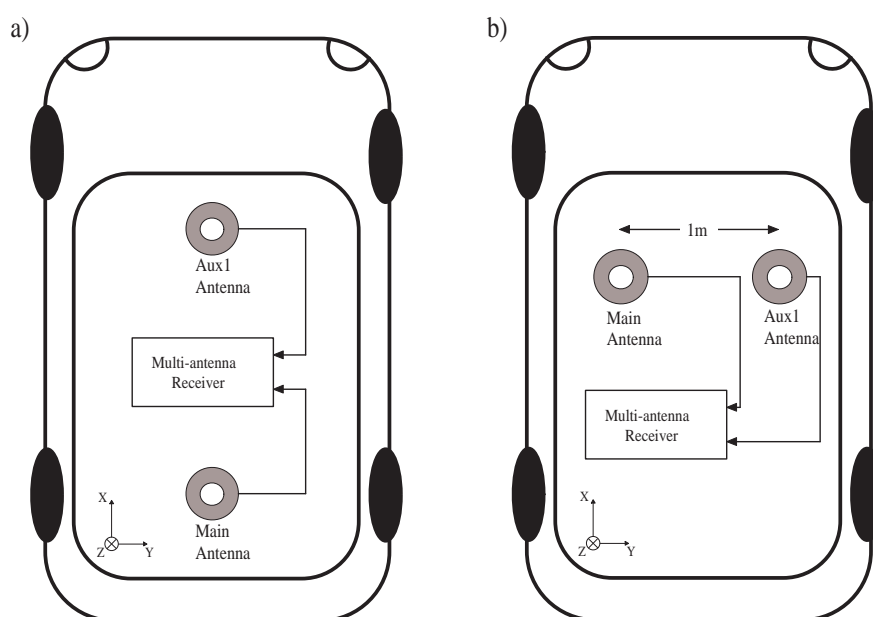 a)
Aux1
Antenna
Multi-antenna
Receiver
Main
Antenna
X
Z
Y
b)
1m
Main
Antenna
Aux1
Antenna
Multi-antenna
Receiver
X
Z
Y